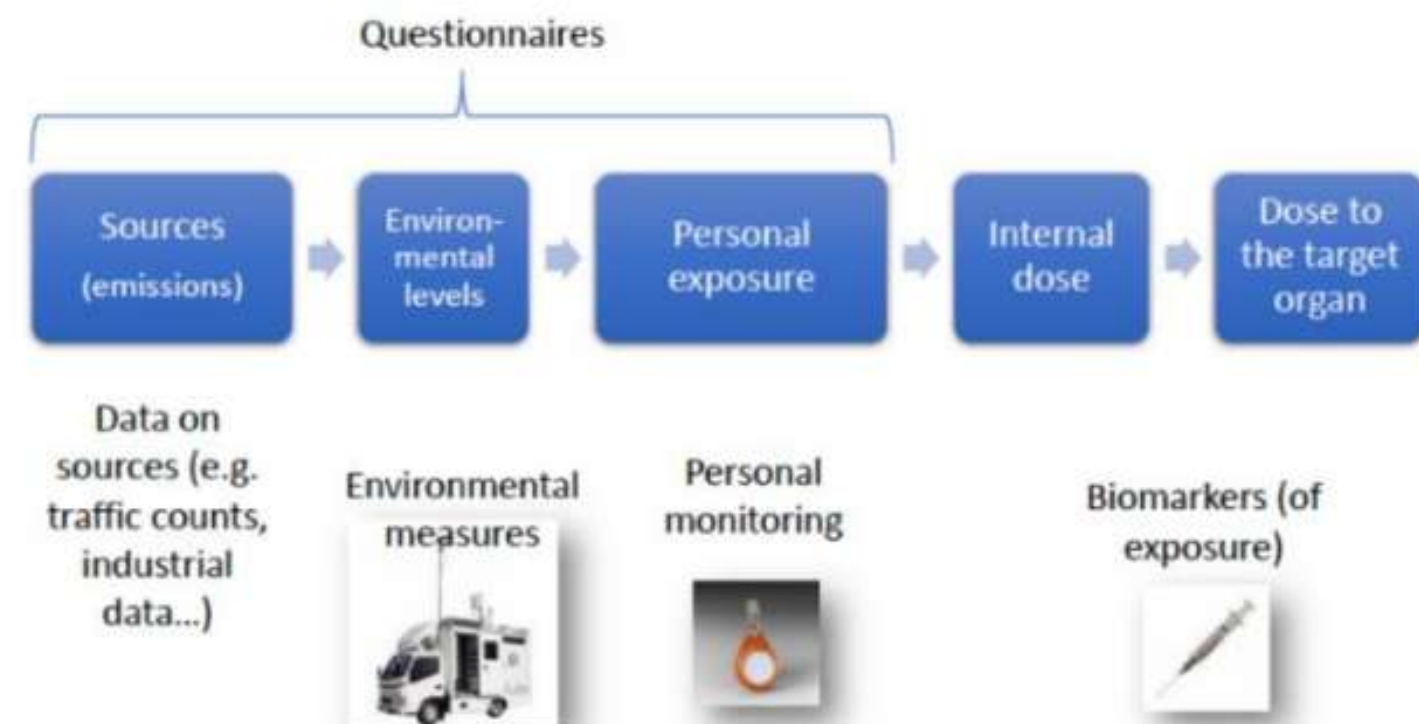 Questionnaires
Sources
(emissions)
Environ-
mental
levels
Personal
exposure
Internal
dose
Dose to
the target
organ
Data on
sources (e.g.
traffic counts,
industrial
data...)
Environmental
measures
Personal
monitoring
Biomarkers (of
exposure)